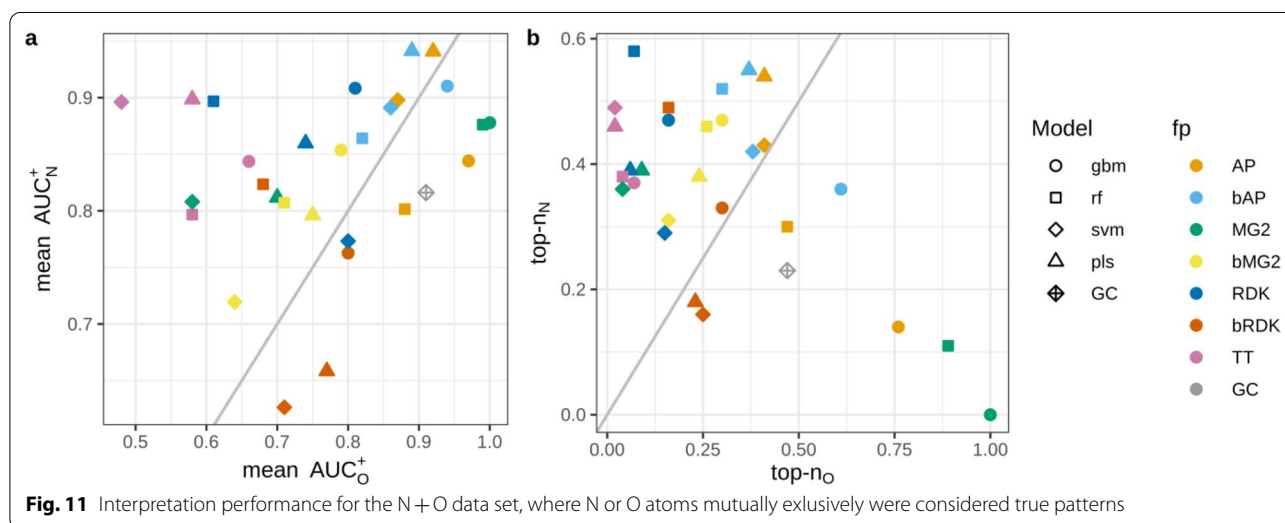 a
mean AUC+N
0.9
0.8
0.7
0.5 0.6 0.7 0.8 0.9 1.0
mean AUC+O
b
top-nN
0.6
0.4
0.2
0.0
0.00 0.25 0.50 0.75 1.00
top-nO
Model
gbm
rf
svm
pls
GC
fp
AP
bAP
MG2
bMG2
RDK
bRDK
TT
GC
Fig. 11 Interpretation performance for the N + O data set, where N or O atoms mutually exlusively were considered true patterns